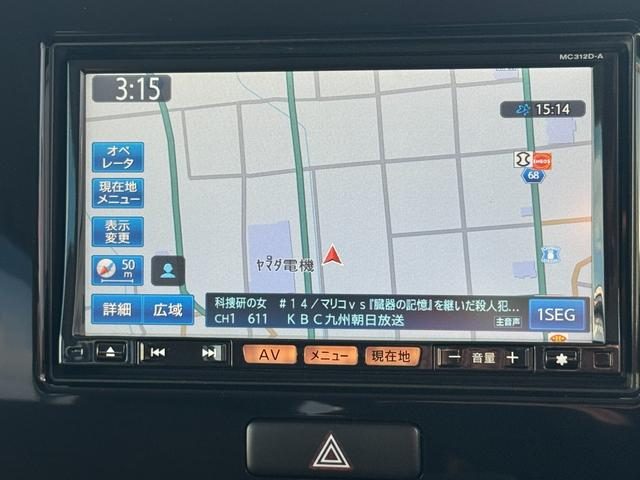 MC312D-A
3:15
15:14
オペ
レータ
ENEOS
68
現在地
メニュー
表示
変更
50
m
ヤマダ電機
詳細
広域
科捜研の女 #14/マリコvs『臓器の記憶』を継いだ殺人犯...
CH1 611 KBC九州朝日放送
主音声
1SEG
AV
メニュー
現在地
− 音量 +